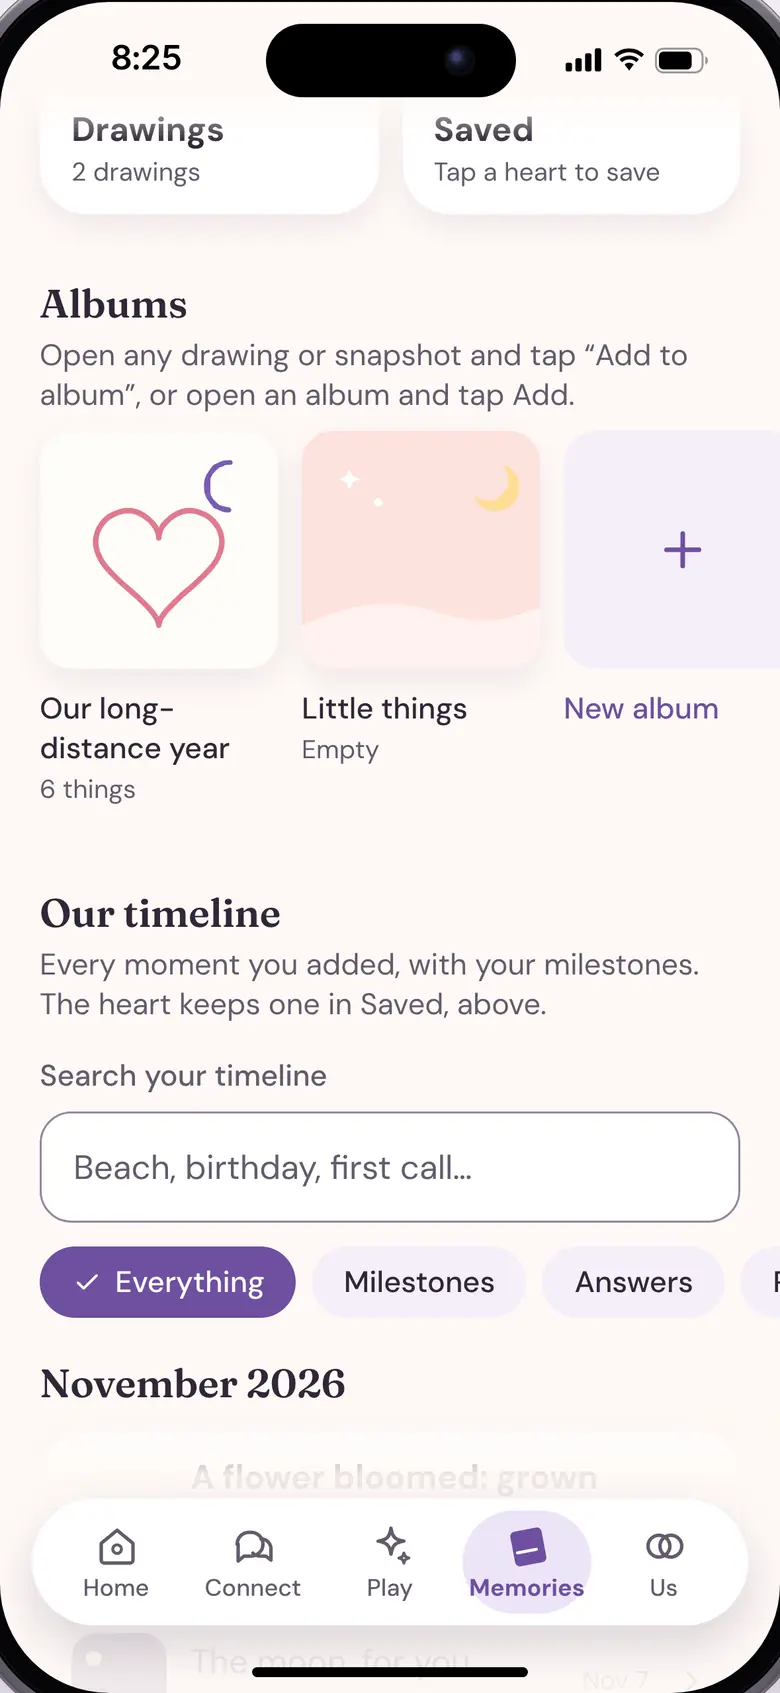 8:25
Drawings
2 drawings
Saved
Tap a heart to save
Albums
Open any drawing or snapshot and tap “Add to
album”, or open an album and tap Add.
Our long-
distance year
6 things
Little things
Empty
New album
Our timeline
Every moment you added, with your milestones.
The heart keeps one in Saved, above.
Search your timeline
Beach, birthday, first call…
Everything
Milestones
Answers
November 2026
A flower bloomed: grown
Home
Connect
Play
Memories
Us
The moon, for you
Nov 7